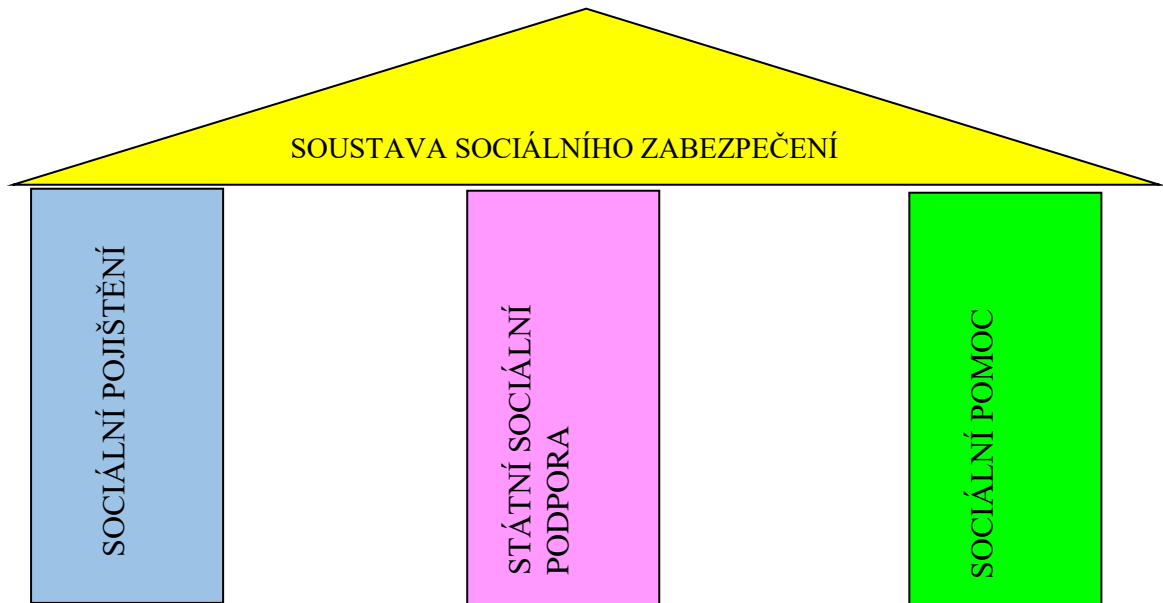 SOUSTAVA SOCIÁLNÍHO ZABEZPEČENÍ
SOCIÁLNÍ POJIŠTĚNÍ
STÁTNÍ SOCIÁLNÍ
PODPORA
SOCIÁLNÍ POMOC